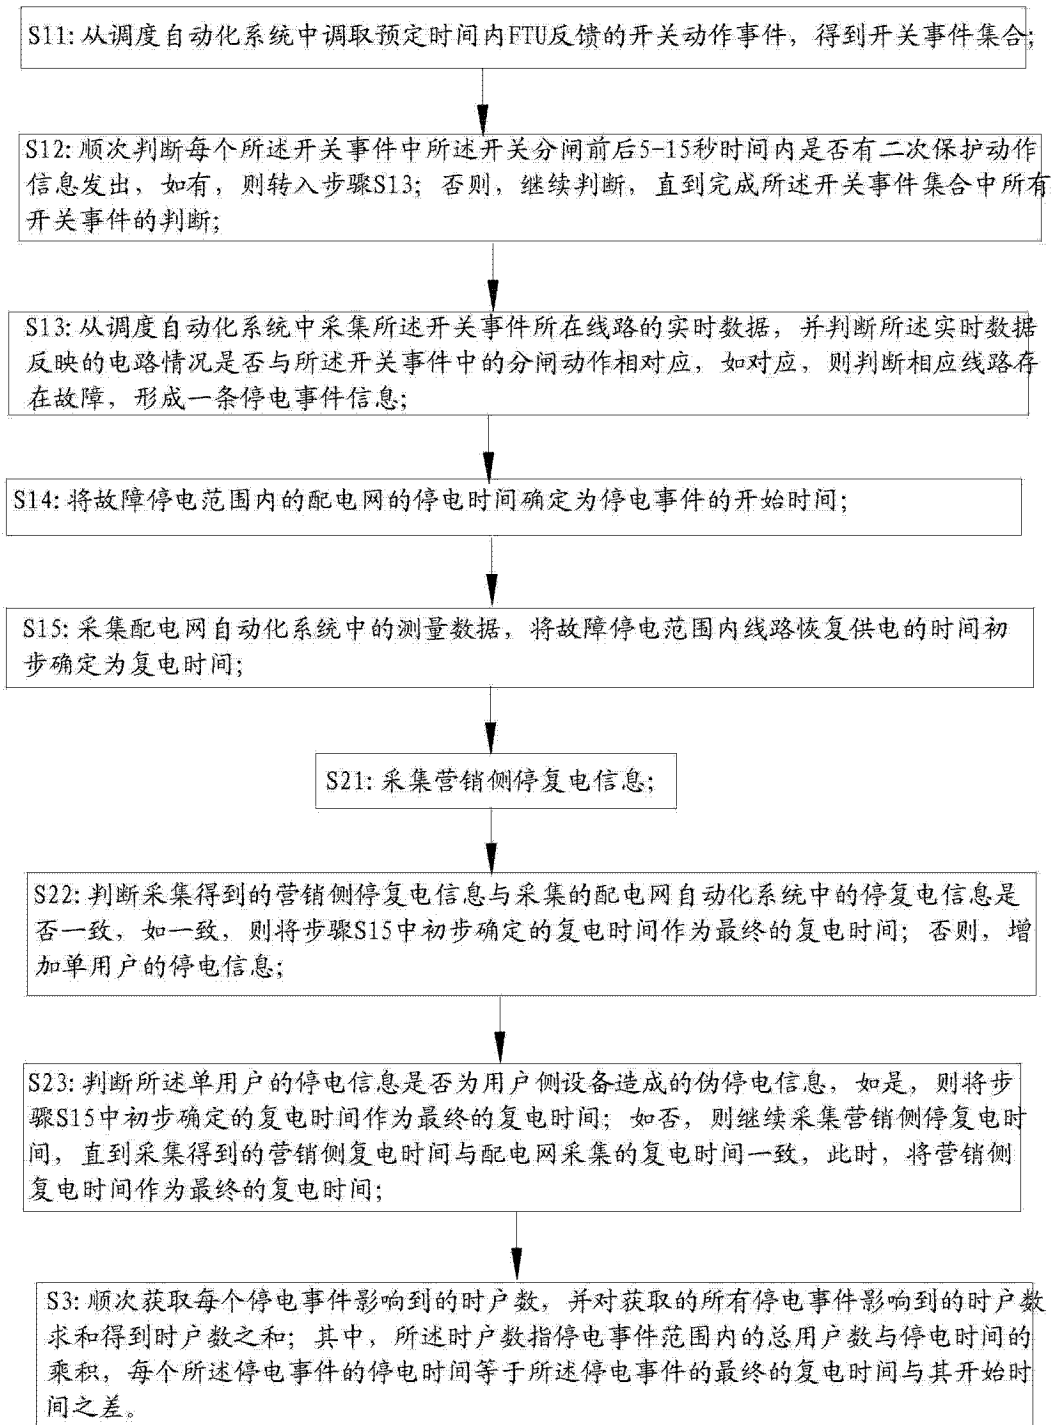 S11: 从调度自动化系统中调取预定时间内FTU反馈的开关动作事件，得到开关事件集合;
S12: 顺次判断每个所述开关事件中所述开关分闸前后5-15秒时间内是否有二次保护动作
信息发出，如有，则转入步骤S13；否则，继续判断，直到完成所述开关事件集合中所有
开关事件的判断;
S13: 从调度自动化系统中采集所述开关事件所在线路的实时数据，并判断所述实时数据
反映的电路情况是否与所述开关事件中的分闸动作相对应，如对应，则判断相应线路存
在故障，形成一条停电事件信息;
S14: 将故障停电范围内的配电网的停电时间确定为停电事件的开始时间;
S15: 采集配电网自动化系统中的测量数据，将故障停电范围内线路恢复供电的时间初
步确定为复电时间;
S21: 采集营销侧停复电信息;
S22: 判断采集得到的营销侧停复电信息与采集的配电网自动化系统中的停复电信息是
否一致，如一致，则将步骤S15中初步确定的复电时间作为最终的复电时间；否则，增
加单用户的停电信息;
S23: 判断所述单用户的停电信息是否为用户侧设备造成的伪停电信息，如是，则将步
骤S15中初步确定的复电时间作为最终的复电时间；如否，则继续采集营销侧停复电时
间，直到采集得到的营销侧复电时间与配电网采集的复电时间一致，此时，将营销侧
复电时间作为最终的复电时间;
S3: 顺次获取每个停电事件影响到的时户数，并对获取的所有停电事件影响到的时户数
求和得到时户数之和；其中，所述时户数指停电事件范围内的总用户数与停电时间的
乘积，每个所述停电事件的停电时间等于所述停电事件的最终的复电时间与其开始时
间之差。